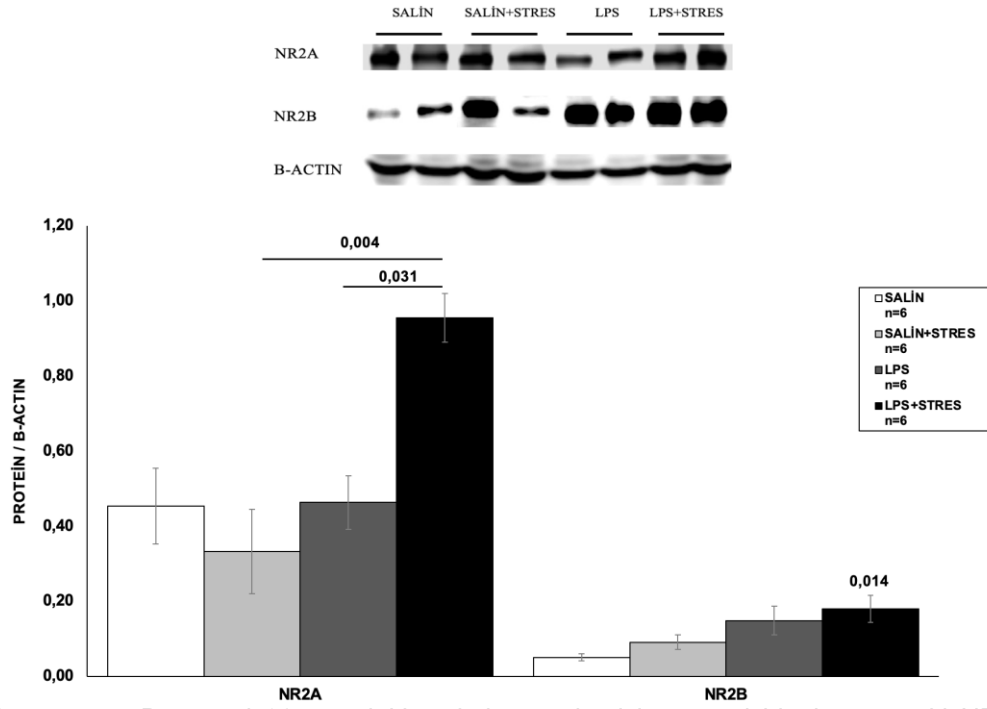 SALİN SALİN+STRES LPS LPS+STRES
NR2A
NR2B
B-ACTIN
1,20
1,00
0,80
0,60
0,40
0,20
0,00
PROTEİN / B-ACTIN
0,004
0,031
0,014
SALİN
n=6
SALİN+STRES
n=6
LPS
n=6
LPS+STRES
n=6
NR2A NR2B